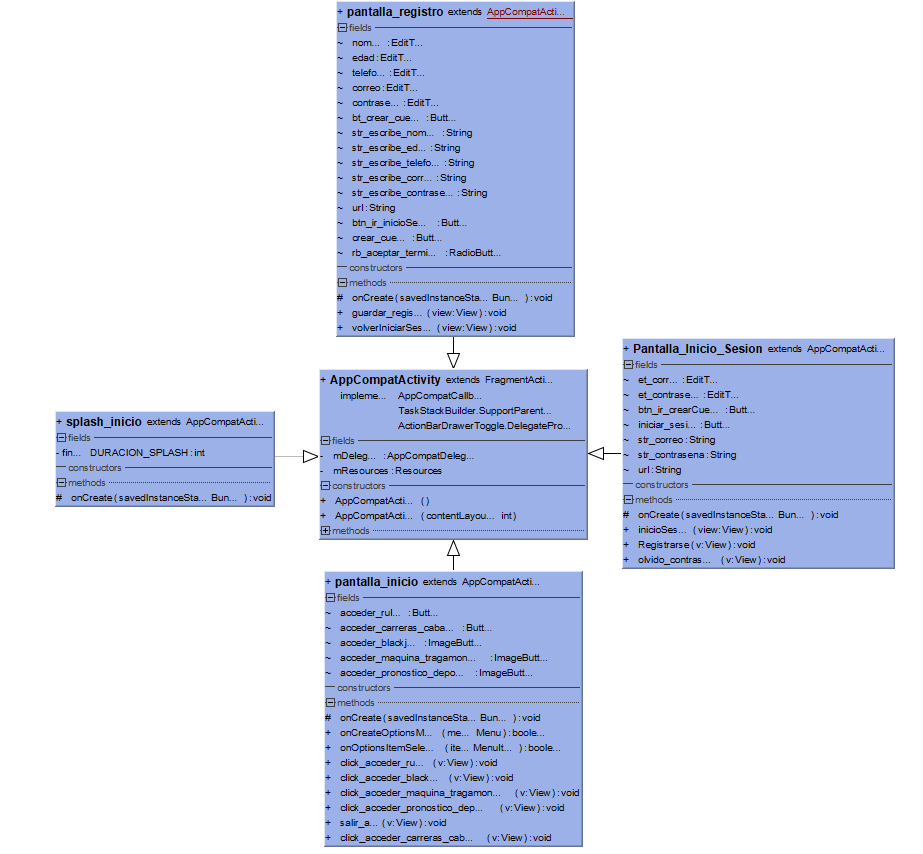 + pantalla_registro extends AppCompatActi...
fields
~ nom... : EditT...
~ edad : EditT...
~ telefo... : EditT...
~ correo : EditT...
~ contrase... : EditT...
~ bt_crear_cue... : Butt...
~ str_escribe_nom... : String
~ str_escribe_ed... : String
~ str_escribe_telefo... : String
~ str_escribe_corr... : String
~ str_escribe_contrase... : String
~ url : String
~ btn_ir_inicioSe... : Butt...
~ crear_cue... : Butt...
~ rb_aceptar_termi... : RadioButt...
constructors
methods
# onCreate ( savedInstanceSta... Bun... ) : void
+ guardar_regis... ( view: View ) : void
+ volverIniciarSes... ( view: View ) : void
+ AppCompatActivity extends FragmentActi...
impleme... AppCompatCallb...
TaskStackBuilder.SupportParent...
ActionBarDrawerToggle.DelegatePro...
fields
- mDeleg... : AppCompatDeleg...
- mResources : Resources
constructors
+ AppCompatActi... ( )
+ AppCompatActi... ( contentLayou... int )
methods
+ splash_inicio extends AppCompatActi...
fields
- fin... DURACION_SPLASH : int
constructors
methods
# onCreate ( savedInstanceSta... Bun... ) : void
+ Pantalla_Inicio_Sesion extends AppCompatActi...
fields
~ et_corr... : EditT...
~ et_contrase... : EditT...
~ btn_ir_crearCue... : Butt...
~ iniciar_sesi... : Butt...
~ str_correo : String
~ str_contrasena : String
~ url : String
constructors
methods
# onCreate ( savedInstanceSta... Bun... ) : void
+ inicioSes... ( view: View ) : void
+ Registrarse ( v: View ) : void
+ olvido_contras... ( v: View ) : void
+ pantalla_inicio extends AppCompatActi...
fields
~ acceder_rul... : Butt...
~ acceder_carreras_caba... : Butt...
~ acceder_blackj... : ImageButt...
~ acceder_maquina_tragamon... : ImageButt...
~ acceder_pronostico_depo... : ImageButt...
constructors
methods
# onCreate ( savedInstanceSta... Bun... ) : void
+ onCreateOptionsM... ( me... Menu ) : boole...
+ onOptionsItemSele... ( ite... MenuIt... ) : boole...
+ click_acceder_ru... ( v: View ) : void
+ click_acceder_black... ( v: View ) : void
+ click_acceder_maquina_tragamon... ( v: View ) : void
+ click_acceder_pronostico_dep... ( v: View ) : void
+ salir_a... ( v: View ) : void
+ click_acceder_carreras_cab... ( v: View ) : void